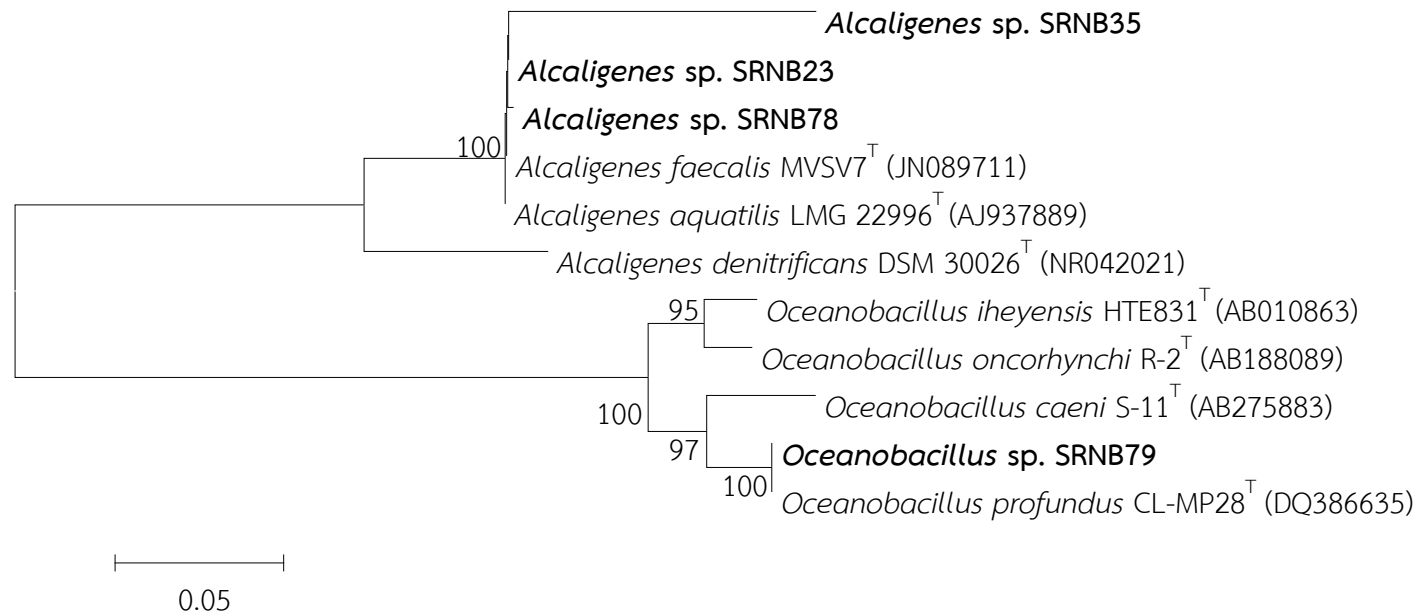 Alcaligenes sp. SRNB35
Alcaligenes sp. SRNB23
Alcaligenes sp. SRNB78
100
Alcaligenes faecalis MVSV7T (JN089711)
Alcaligenes aquatilis LMG 22996T (AJ937889)
Alcaligenes denitrificans DSM 30026T (NR042021)
95
Oceanobacillus iheyensis HTE831T (AB010863)
Oceanobacillus oncorhynchi R-2T (AB188089)
100
Oceanobacillus caeni S-11T (AB275883)
97
Oceanobacillus sp. SRNB79
100
Oceanobacillus profundus CL-MP28T (DQ386635)
0.05